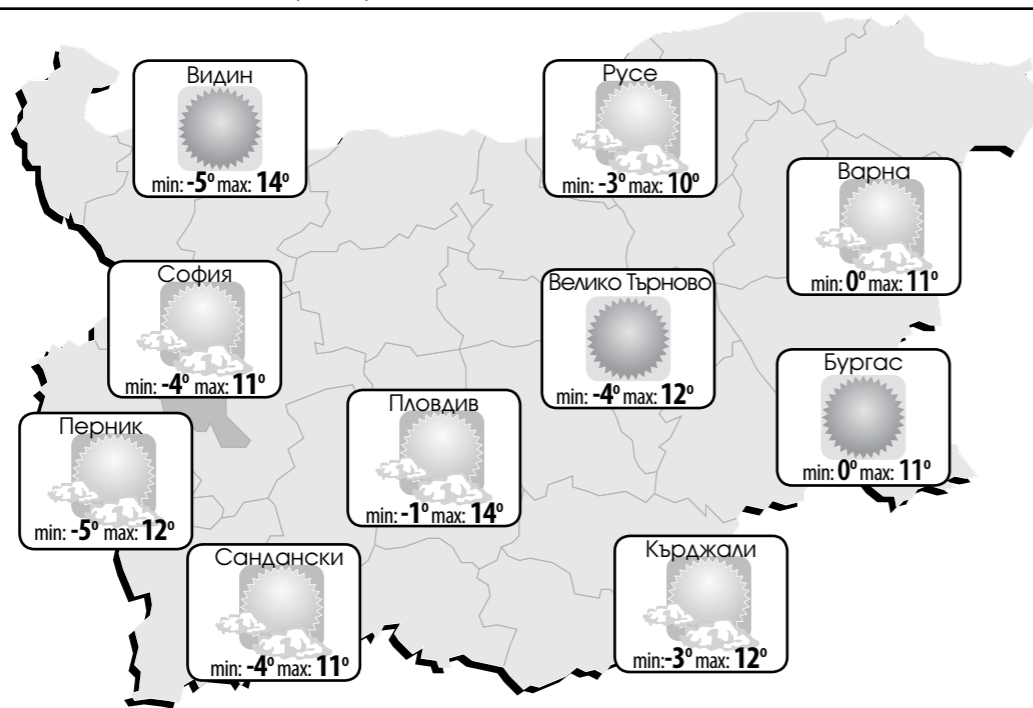 Видин
min: -5° max: 14°
Русе
min: -3° max: 10°
Варна
min: 0° max: 11°
София
min: -4° max: 11°
Велико Търново
min: -4° max: 12°
Бургас
min: 0° max: 11°
Пловдив
min: -1° max: 14°
Перник
min: -5° max: 12°
Сандански
min: -4° max: 11°
Кърджали
min:-3° max: 12°